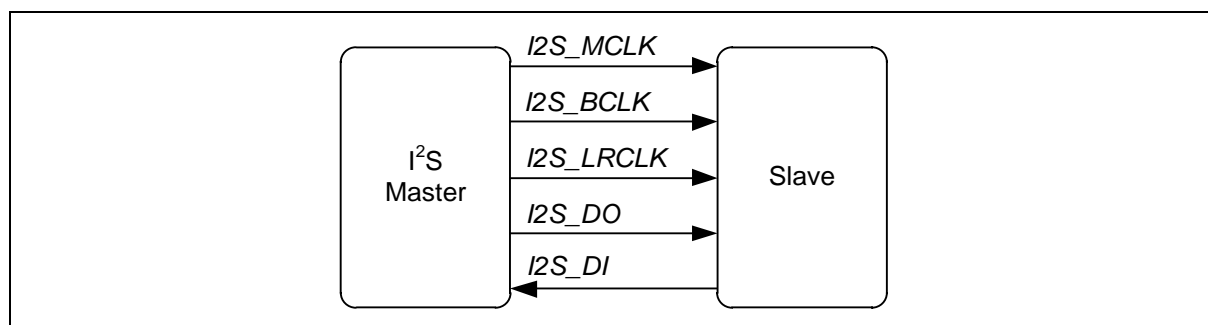 I2S_MCLK
I2S_BCLK
I²S
Master
I2S_LRCLK
Slave
I2S_DO
I2S_DI